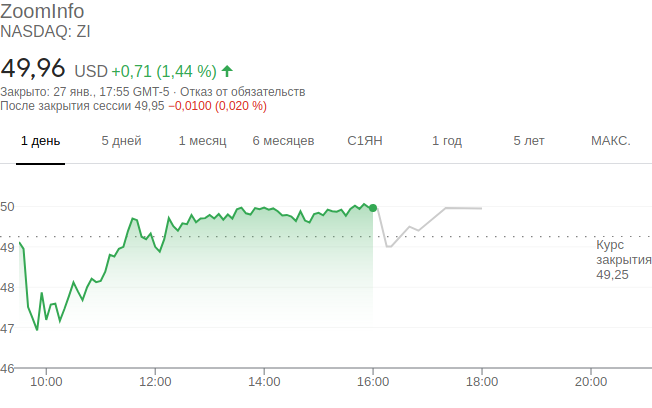 ZoomInfo
NASDAQ: ZI
49,96 USD +0,71 (1,44 %)
Закрыто: 27 янв., 17:55 GMT-5 · Отказ от обязательств
После закрытия сессии 49,95 −0,0100 (0,020 %)
1 день 5 дней 1 месяц 6 месяцев С1ЯН 1 год 5 лет МАКС.
50
49
48
47
46
Курс
закрытия
49,25
10:00 12:00 14:00 16:00 18:00 20:00